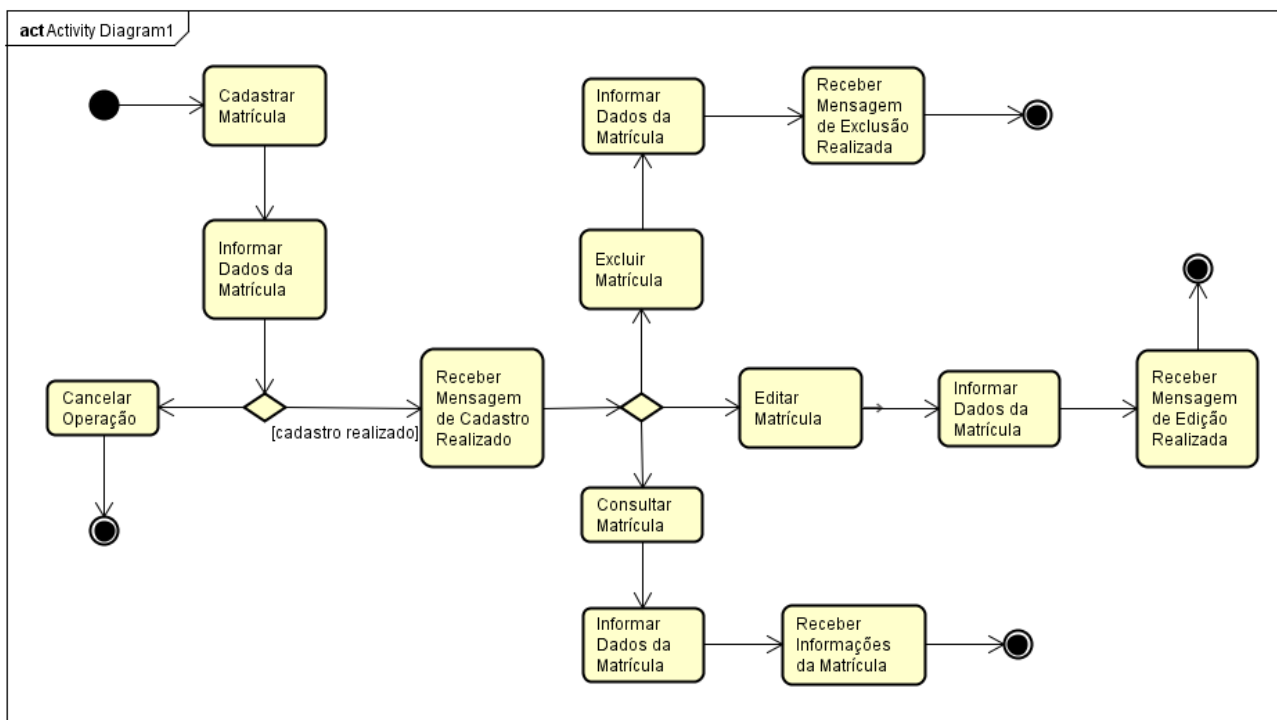 act Activity Diagram1
Cadastrar
Matrícula
Informar
Dados da
Matrícula
Cancelar
Operação
[cadastro realizado]
Receber
Mensagem
de Cadastro
Realizado
Excluir
Matrícula
Informar
Dados da
Matrícula
Receber
Mensagem
de Exclusão
Realizada
Editar
Matrícula
Informar
Dados da
Matrícula
Receber
Mensagem
de Edição
Realizada
Consultar
Matrícula
Informar
Dados da
Matrícula
Receber
Informações
da Matrícula